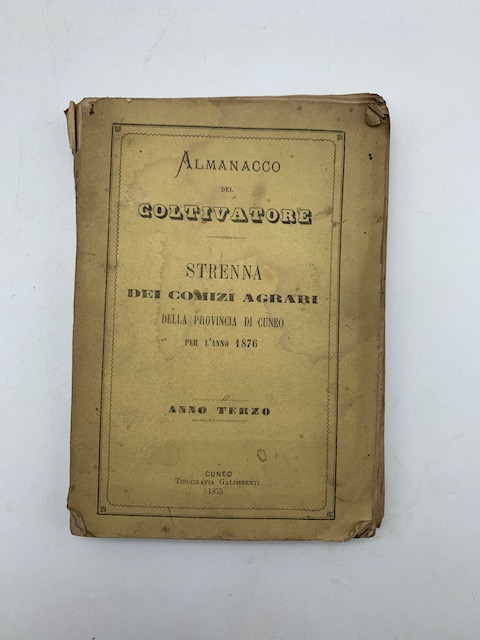 ALMANACCO
DEL
COLTIVATORE
STRENNA
DEI COMIZI AGRARI
DELLA PROVINCIA DI CUNEO
PER L'ANNO 1876
ANNO TERZO
CUNEO
TIPOGRAFIA GALIMBERTI
1875